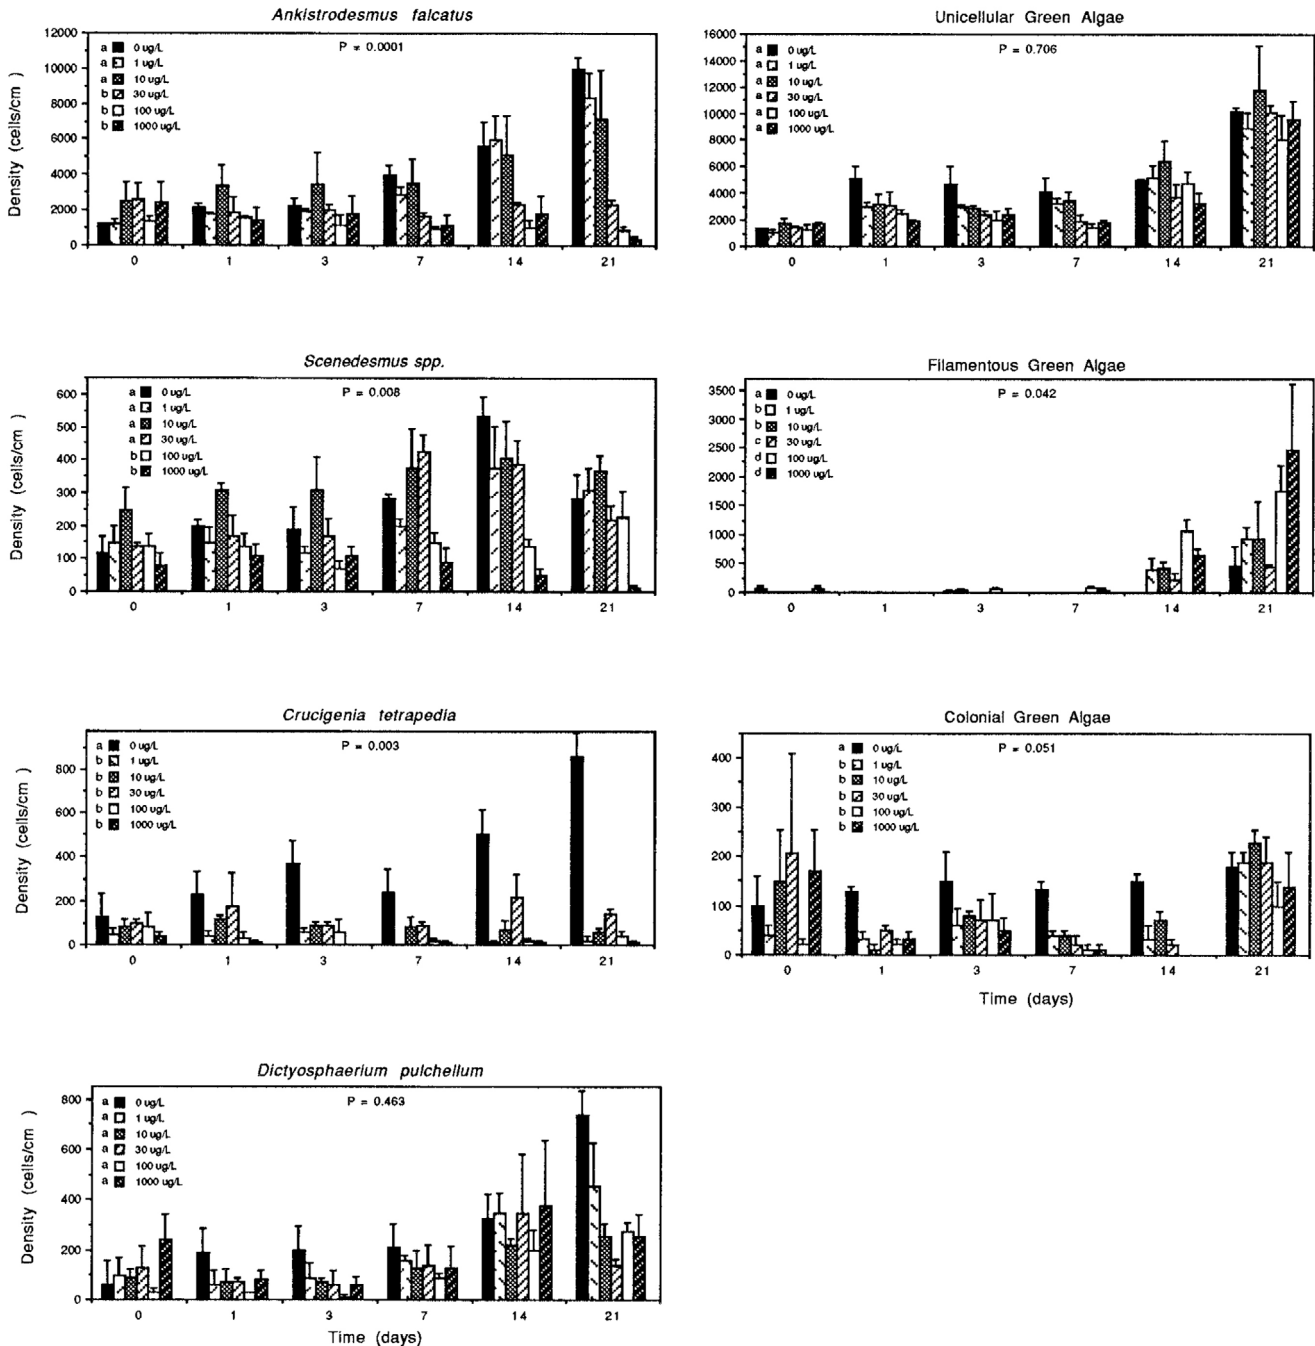 Ankistrodesmus falcatus
P = 0.0001
a 0 ug/L
a 1 ug/L
a 10 ug/L
b 30 ug/L
b 100 ug/L
b 1000 ug/L
Density (cells/cm )
12000
10000
8000
6000
4000
2000
0
0 1 3 7 14 21
Unicellular Green Algae
P = 0.706
a 0 ug/L
a 1 ug/L
a 10 ug/L
a 30 ug/L
a 100 ug/L
a 1000 ug/L
16000
14000
12000
10000
8000
6000
4000
2000
0
0 1 3 7 14 21
Scenedesmus spp.
P = 0.008
a 0 ug/L
a 1 ug/L
a 10 ug/L
a 30 ug/L
b 100 ug/L
b 1000 ug/L
Density (cells/cm )
600
500
400
300
200
100
0
0 1 3 7 14 21
Filamentous Green Algae
P = 0.042
a 0 ug/L
b 1 ug/L
b 10 ug/L
c 30 ug/L
d 100 ug/L
d 1000 ug/L
3500
3000
2500
2000
1500
1000
500
0
0 1 3 7 14 21
Crucigenia tetrapedia
P = 0.003
a 0 ug/L
b 1 ug/L
b 10 ug/L
b 30 ug/L
b 100 ug/L
b 1000 ug/L
Density (cells/cm )
800
600
400
200
0
0 1 3 7 14 21
Colonial Green Algae
P = 0.051
a 0 ug/L
b 1 ug/L
b 10 ug/L
b 30 ug/L
b 100 ug/L
b 1000 ug/L
400
300
200
100
0
0 1 3 7 14 21
Time (days)
Dictyosphaerium pulchellum
P = 0.463
a 0 ug/L
a 1 ug/L
a 10 ug/L
a 30 ug/L
a 100 ug/L
a 1000 ug/L
Density (cells/cm )
800
600
400
200
0
0 1 3 7 14 21
Time (days)